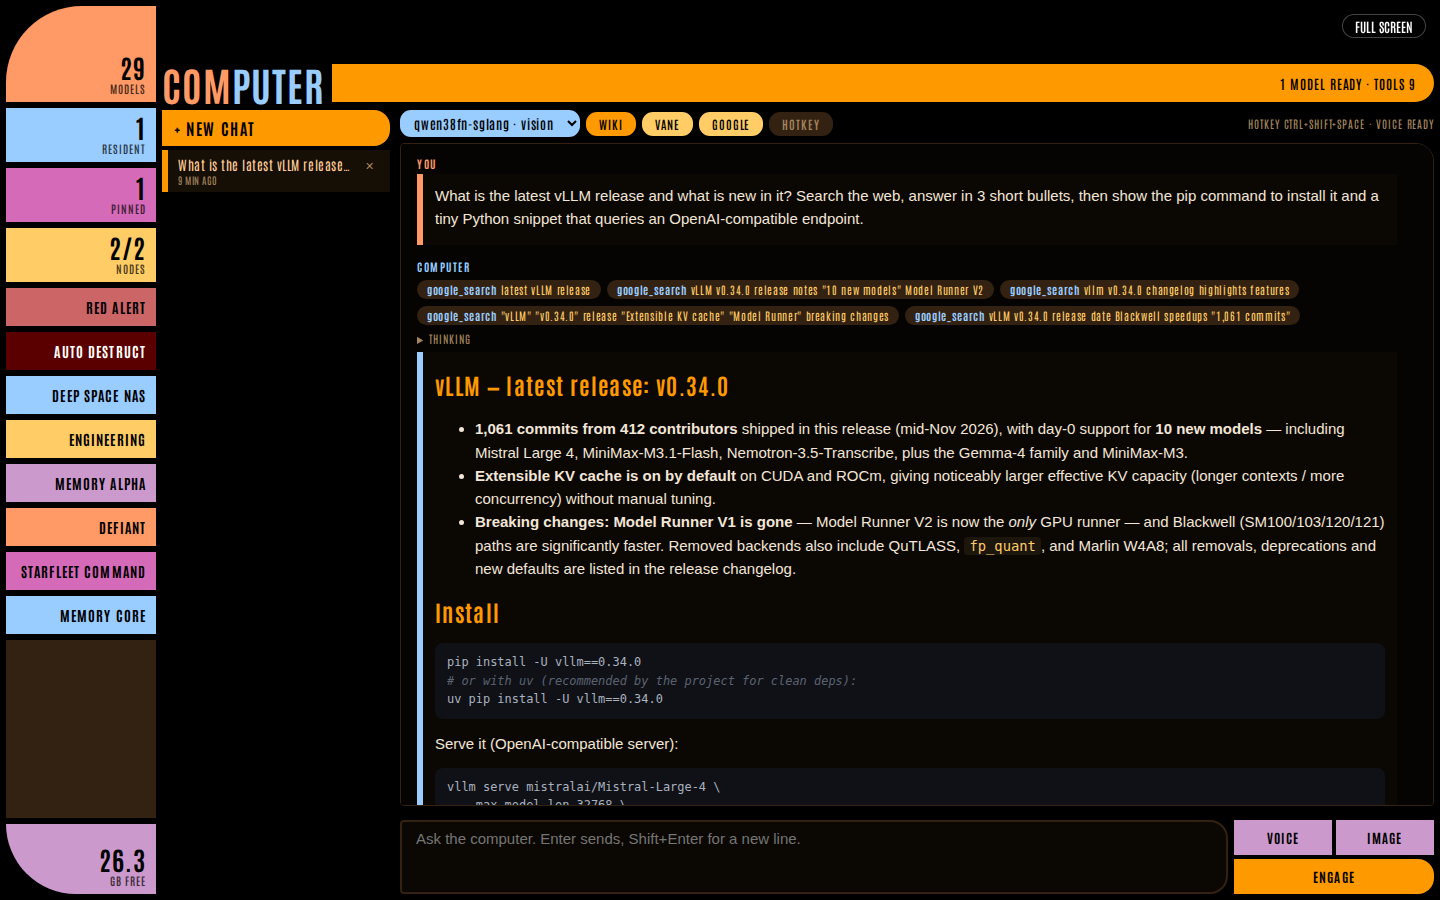 FULL SCREEN
29
MODELS
1
RESIDENT
1
PINNED
2/2
NODES
RED ALERT
AUTO DESTRUCT
DEEP SPACE NAS
ENGINEERING
MEMORY ALPHA
DEFIANT
STARFLEET COMMAND
MEMORY CORE
26.3
GB FREE
COMPUTER
1 MODEL READY · TOOLS 9
+ NEW CHAT
What is the latest vLLM release… ×
9 MIN AGO
qwen38fn-sglang · vision
WIKI
VANE
GOOGLE
HOTKEY
HOTKEY CTRL+SHIFT+SPACE · VOICE READY
YOU
What is the latest vLLM release and what is new in it? Search the web, answer in 3 short bullets, then show the pip command to install it and a
tiny Python snippet that queries an OpenAI-compatible endpoint.
COMPUTER
google_search latest vLLM release
google_search vLLM v0.34.0 release notes "10 new models" Model Runner V2
google_search vllm v0.34.0 changelog highlights features
google_search "vLLM" "v0.34.0" release "Extensible KV cache" "Model Runner" breaking changes
google_search vLLM v0.34.0 release date Blackwell speedups "1,061 commits"
▶ THINKING
vLLM – latest release: v0.34.0
• 1,061 commits from 412 contributors shipped in this release (mid-Nov 2026), with day-0 support for 10 new models — including
Mistral Large 4, MiniMax-M3.1-Flash, Nemotron-3.5-Transcribe, plus the Gemma-4 family and MiniMax-M3.
• Extensible KV cache is on by default on CUDA and ROCm, giving noticeably larger effective KV capacity (longer contexts / more
concurrency) without manual tuning.
• Breaking changes: Model Runner V1 is gone — Model Runner V2 is now the only GPU runner — and Blackwell (SM100/103/120/121)
paths are significantly faster. Removed backends also include QuTLASS, fp_quant, and Marlin W4A8; all removals, deprecations and
new defaults are listed in the release changelog.
Install
pip install -U vllm==0.34.0
# or with uv (recommended by the project for clean deps):
uv pip install -U vllm==0.34.0
Serve it (OpenAI-compatible server):
vllm serve mistralai/Mistral-Large-4 \
max-model-len 32768 \
Ask the computer. Enter sends, Shift+Enter for a new line.
VOICE
IMAGE
ENGAGE